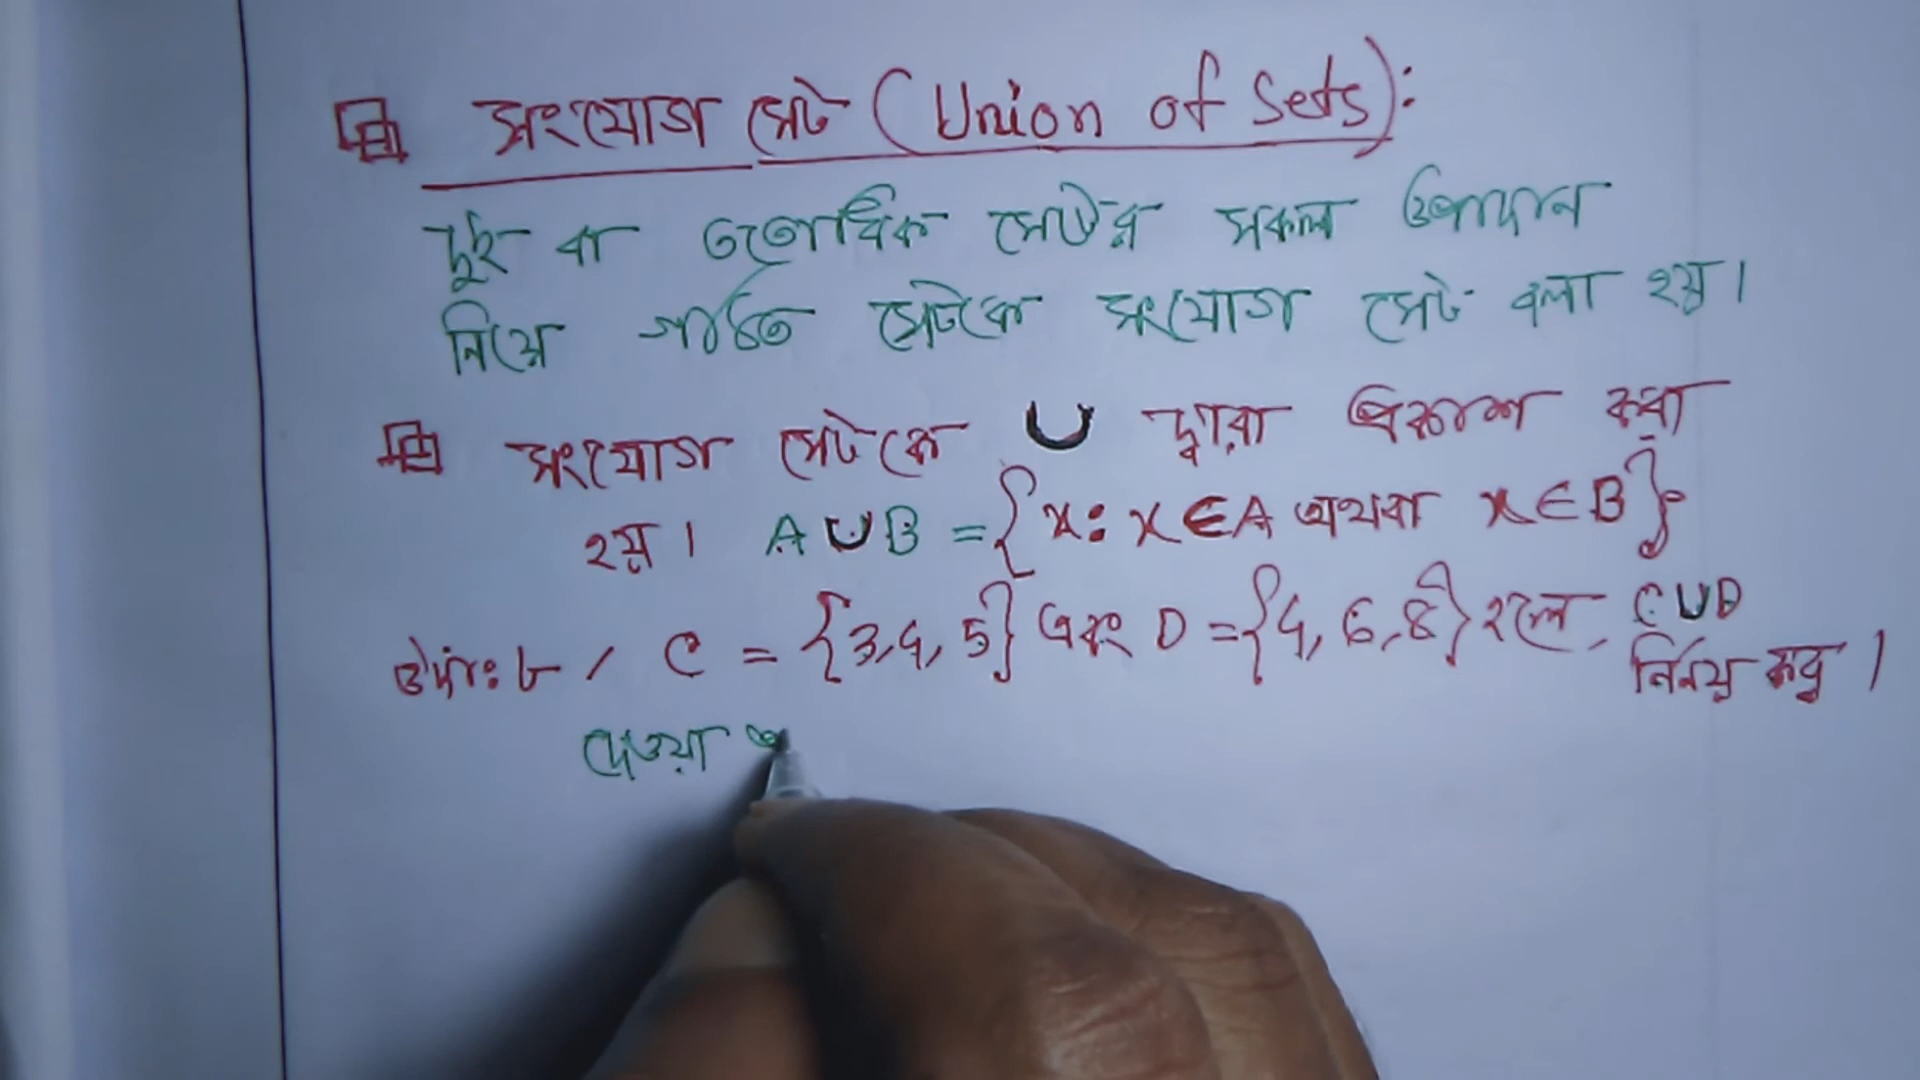 সংযোগ সেট (Union of Sets):
দুই বা ততোধিক সেটের সকল উপাদান
নিয়ে গঠিত সেটকে সংযোগ সেট বলা হয়।
সংযোগ সেটকে ∪ দ্বারা প্রকাশ করা
হয়। A∪B = {x: x∈A অথবা x∈B}
উদা: ৮ / C = {3,4,5} এবং D = {4,6,8} হলে, C∪D
নির্নয় কর।
দেওয়া